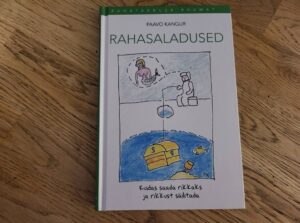 PAAVO KANGUR
RAHASALADUSED
Kuidas saada rikkaks
ja rikkust säilitada